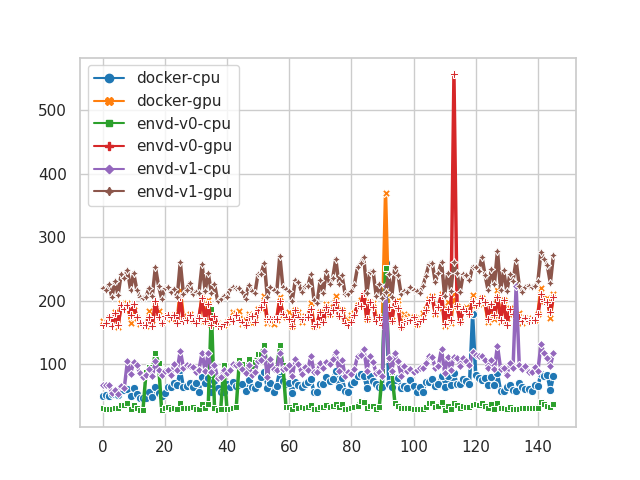 docker-cpu
docker-gpu
envd-v0-cpu
envd-v0-gpu
envd-v1-cpu
envd-v1-gpu
500
400
300
200
100
0 20 40 60 80 100 120 140